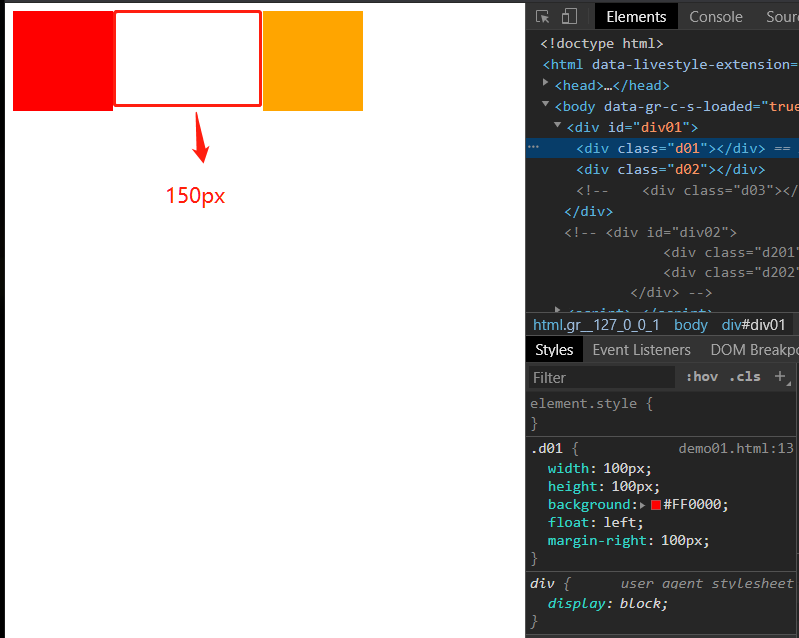 150px
Elements Console Sour
<!doctype html>
<html data-livestyle-extension=
<head>…</head>
<body data-gr-c-s-loaded="true
<div id="div01">
<div class="d01"></div> ==
<div class="d02"></div>
<!-- <div class="d03"></
</div>
<!-- <div id="div02">
<div class="d201"
<div class="d202"
</div> -->
<script>…</script>
html.gr__127_0_0_1 body div#div01
Styles Event Listeners DOM Breakpo
Filter :hov .cls +
element.style {
}
.d01 { demo01.html:13
width: 100px;
height: 100px;
background: #FF0000;
float: left;
margin-right: 100px;
}
div { user agent stylesheet
display: block;
}